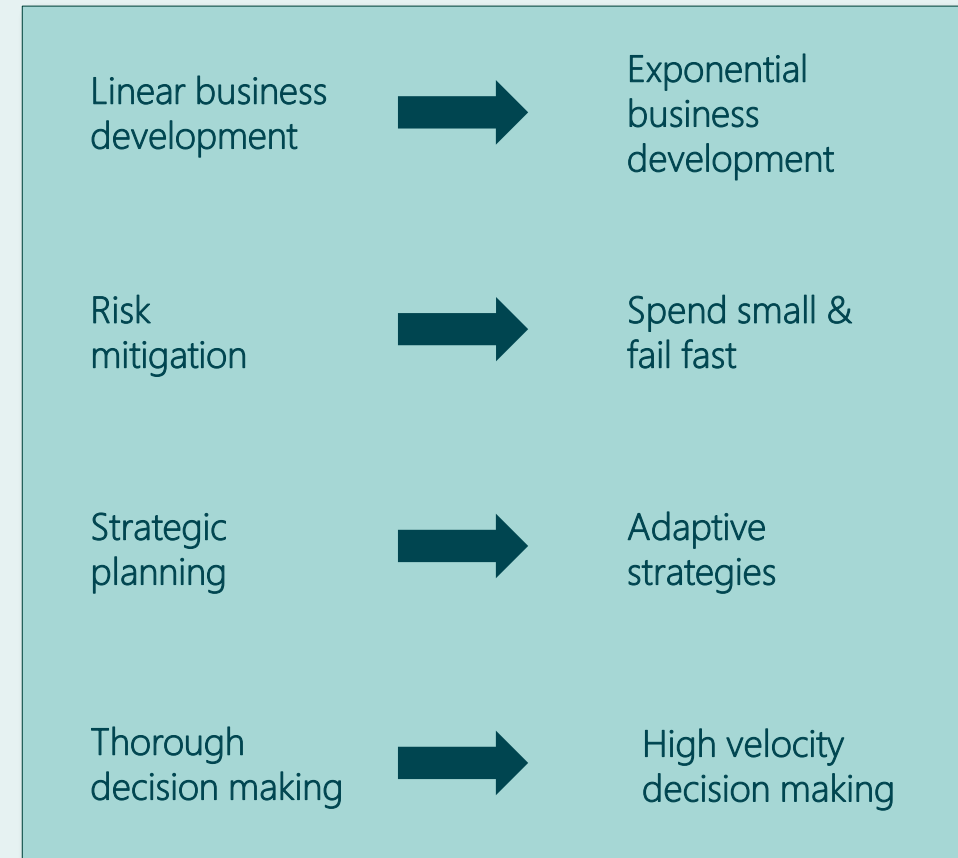 Linear business
development
Exponential
business
development
Risk
mitigation
Spend small &
fail fast
Strategic
planning
Adaptive
strategies
Thorough
decision making
High velocity
decision making